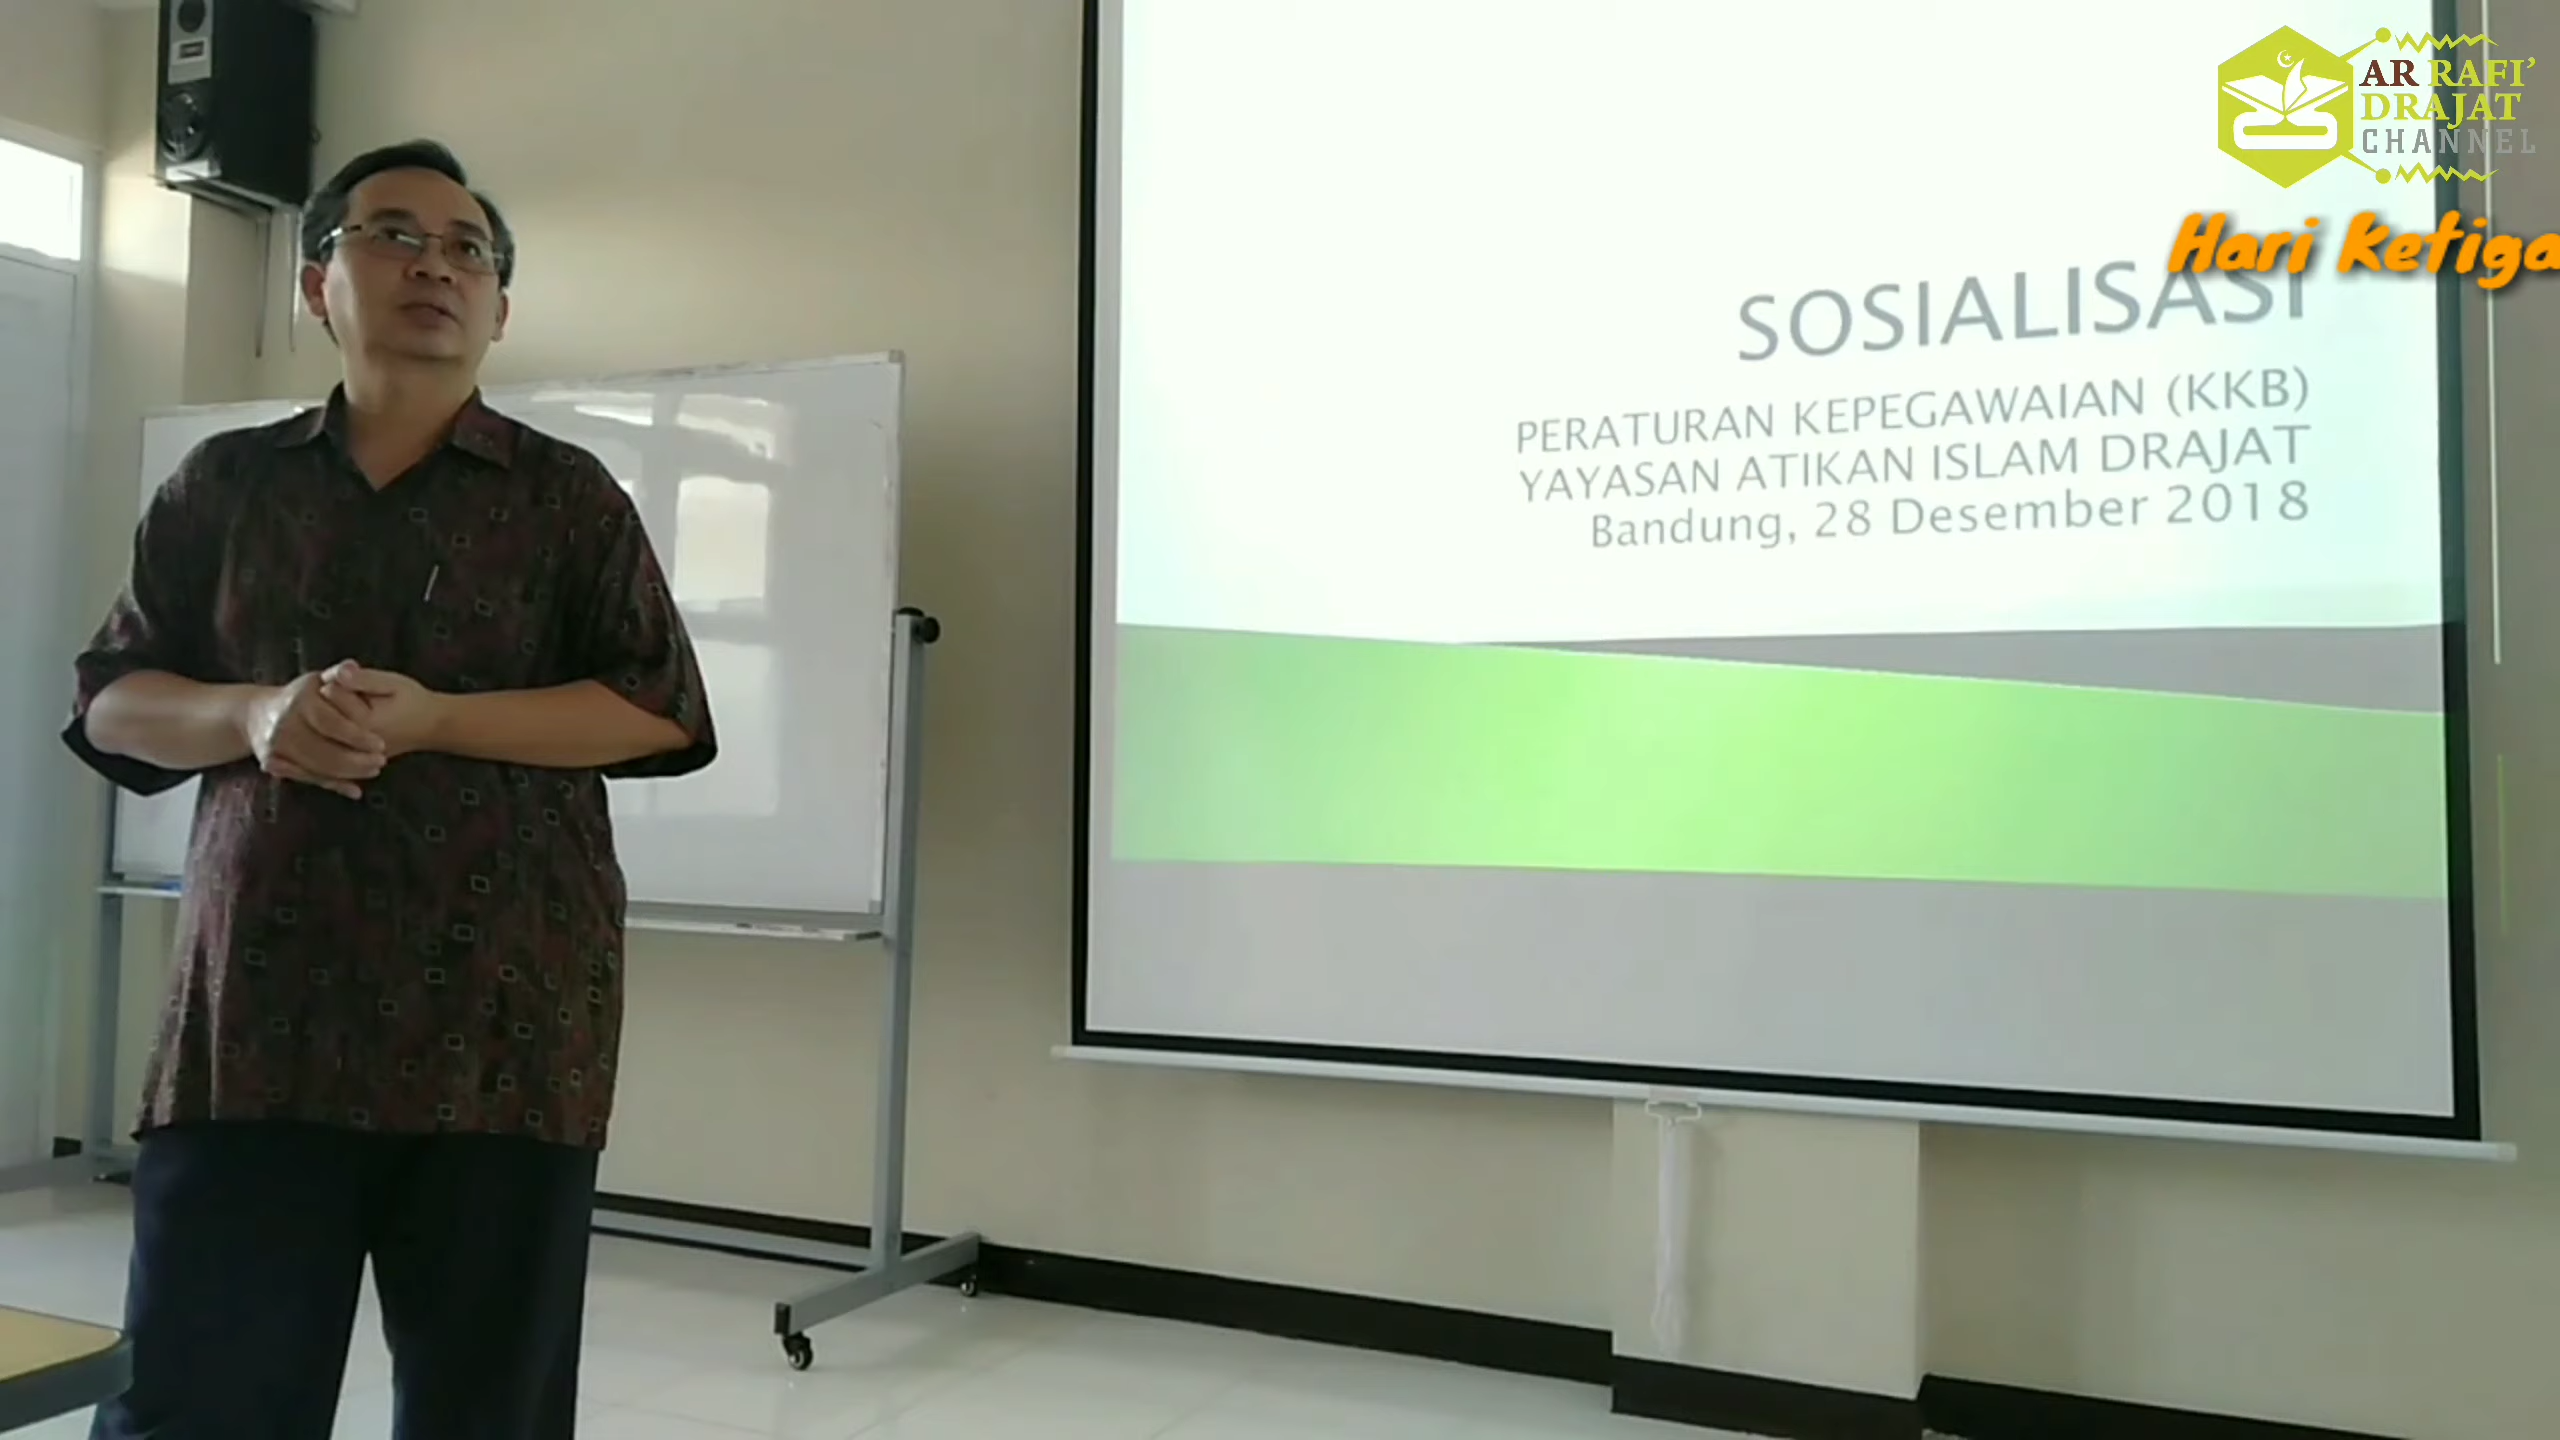 AR RAFI'
DRAJAT
CHANNEL
Hari Ketiga
SOSIALISASI
PERATURAN KEPEGAWAIAN (KKB)
YAYASAN ATIKAN ISLAM DRAJAT
Bandung, 28 Desember 2018